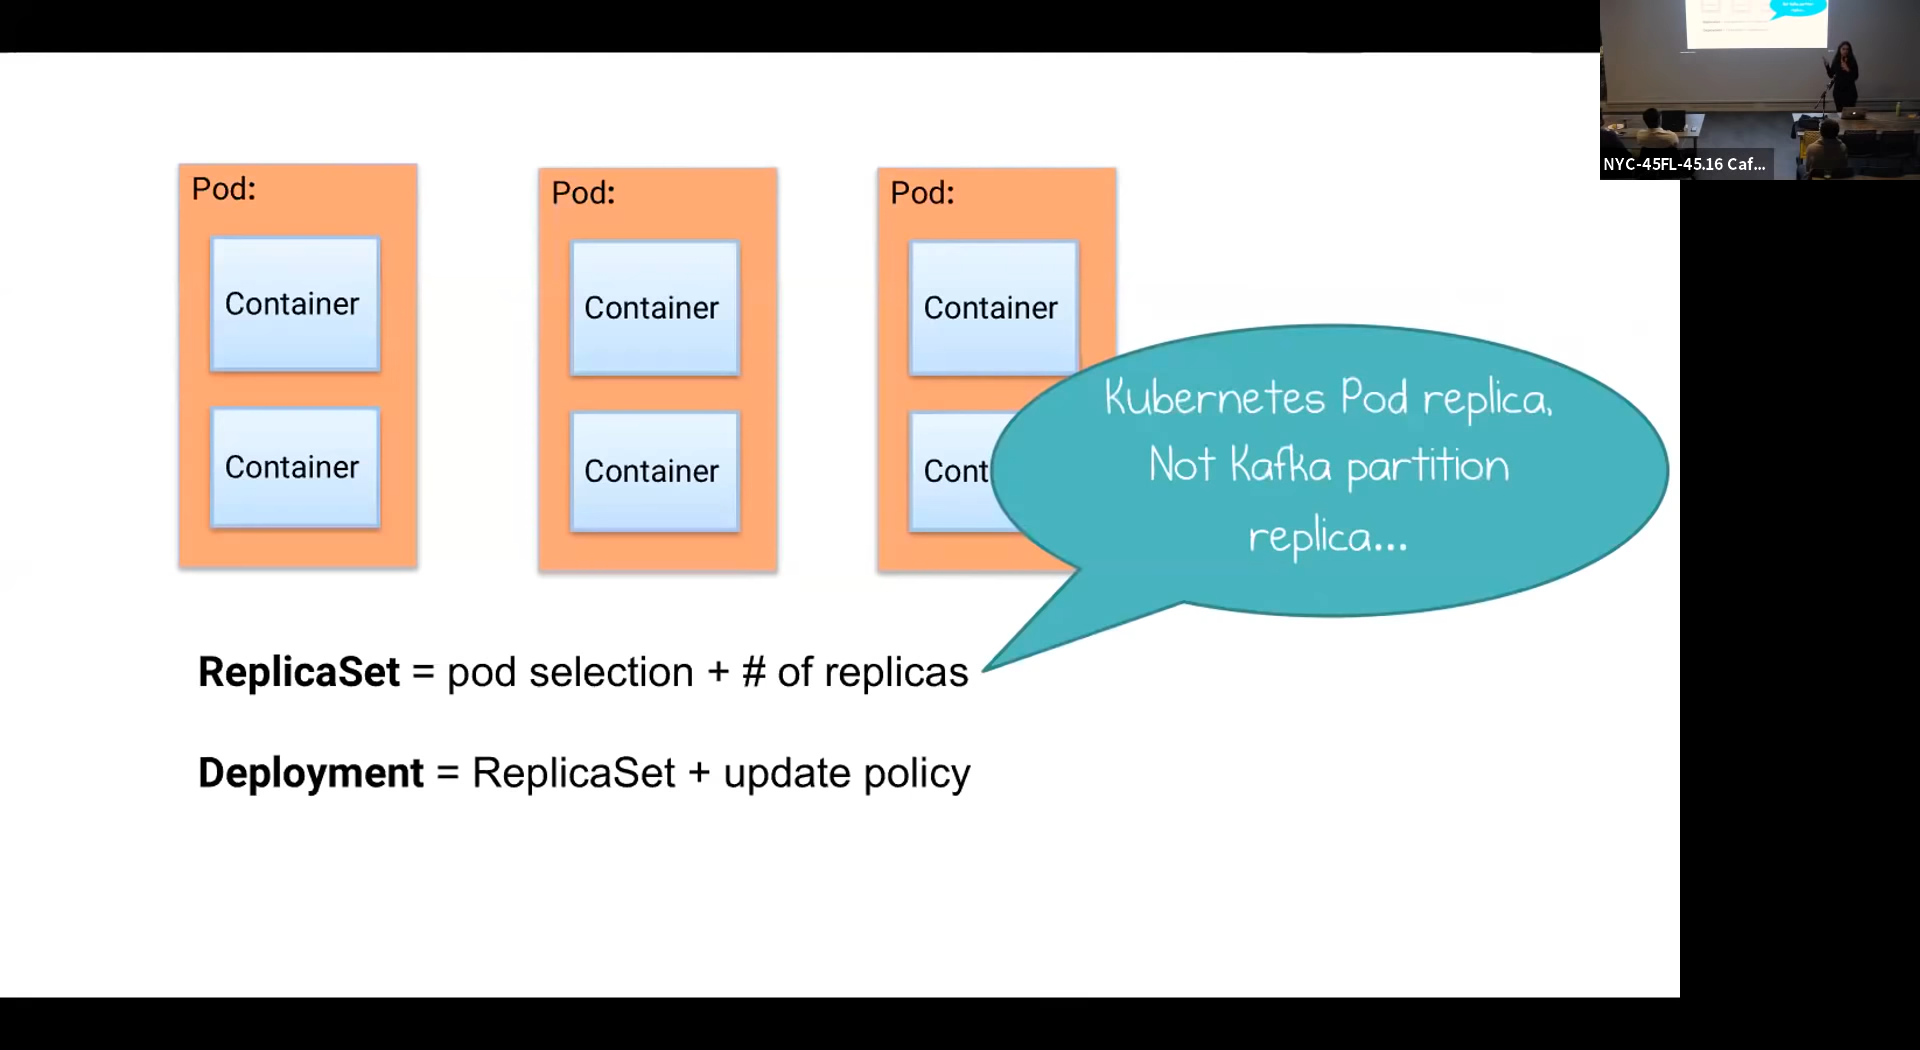 Pod:
Pod:
Pod:
Container
Container
Container
Container
Container
Cont
Kubernetes Pod replica,
Not Kafka partition
replica...
ReplicaSet = pod selection + # of replicas
Deployment = ReplicaSet + update policy
NYC-45FL-45.16 Caf...